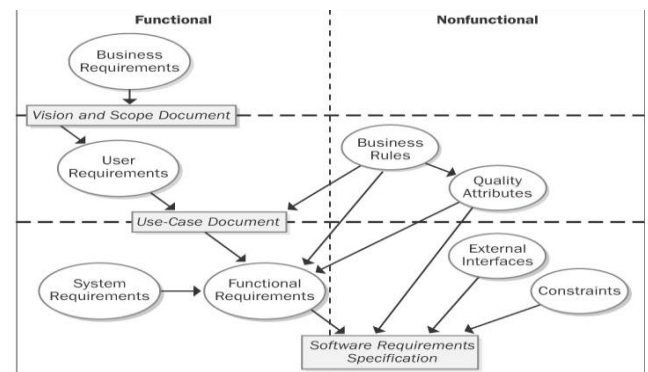 Functional
Nonfunctional
Business
Requirements
Vision and Scope Document
User
Requirements
Business
Rules
Quality
Attributes
Use-Case Document
System
Requirements
Functional
Requirements
External
Interfaces
Constraints
Software Requirements
Specification